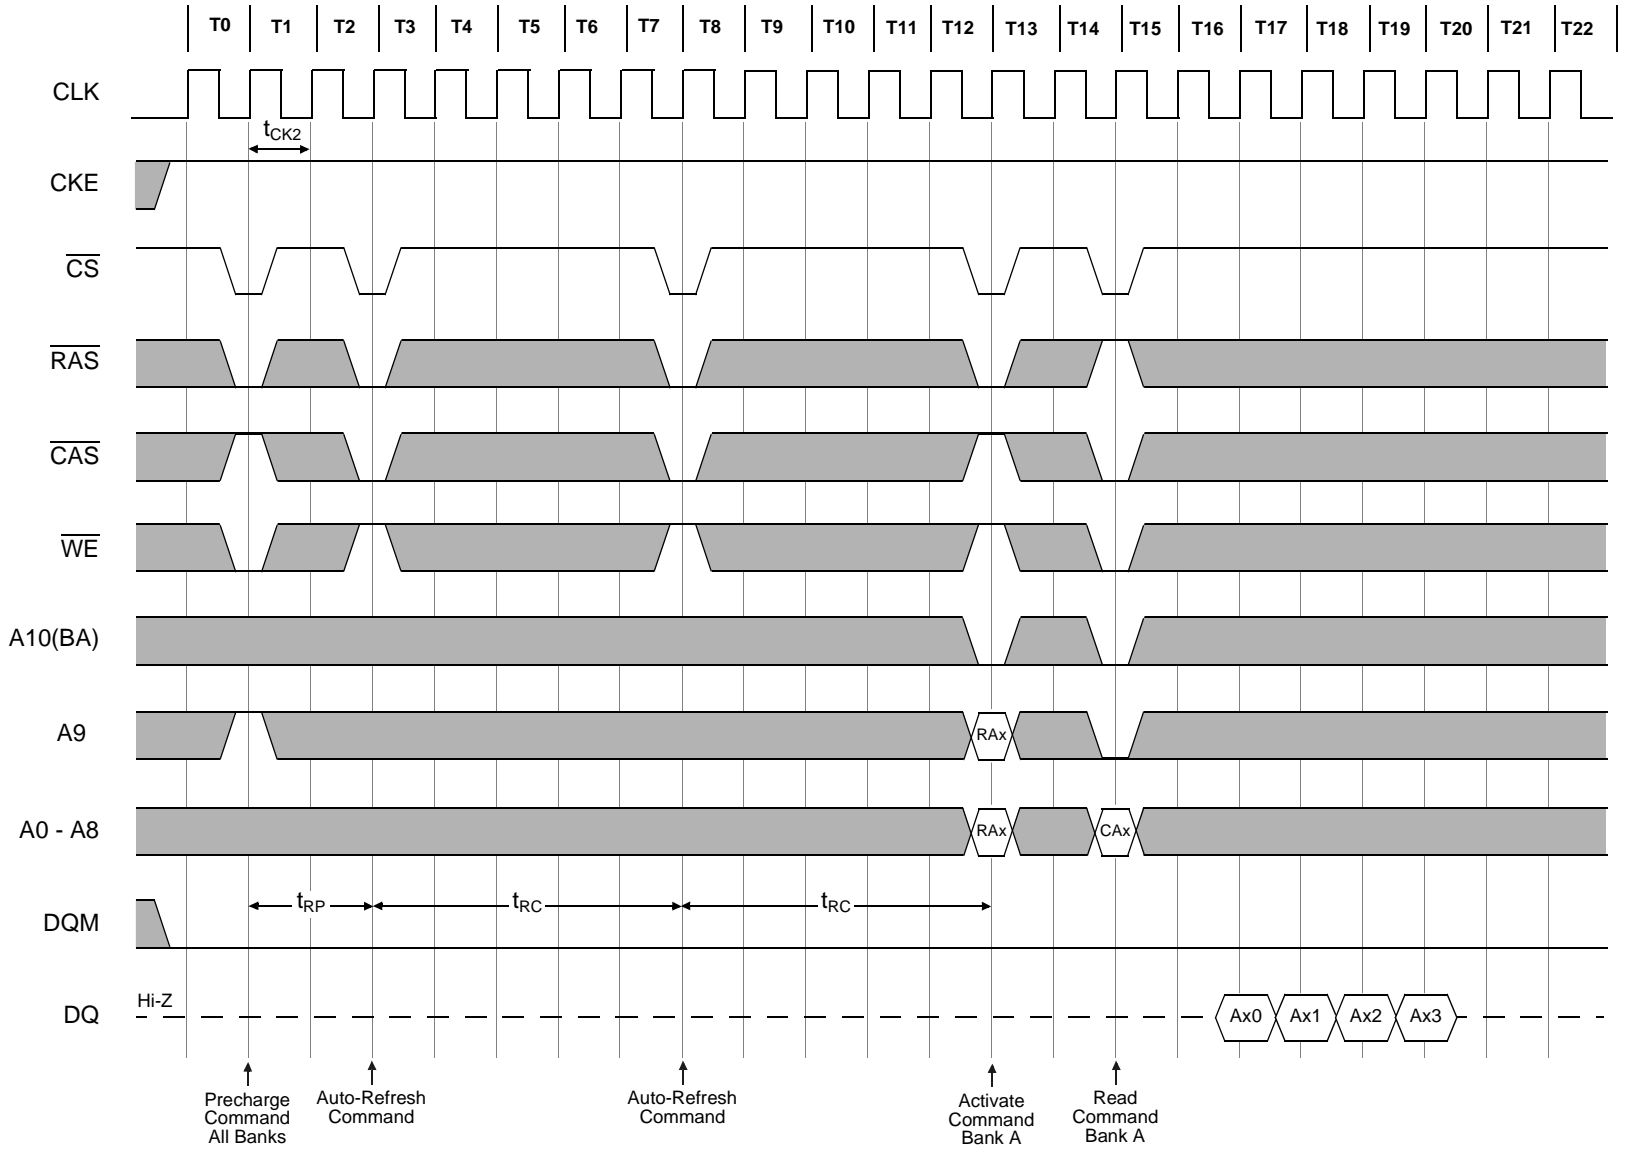 T0 T1 T2 T3 T4 T5 T6 T7 T8 T9 T10 T11 T12 T13 T14 T15 T16 T17 T18 T19 T20 T21 T22
CLK
tCK2
CKE
CS
RAS
CAS
WE
A10(BA)
A9
RAx
A0 - A8
RAx CAx
tRP tRC tRC
DQM
Hi-Z
DQ
Ax0 Ax1 Ax2 Ax3
Precharge
Command
All Banks
Auto-Refresh
Command
Auto-Refresh
Command
Activate
Command
Bank A
Read
Command
Bank A